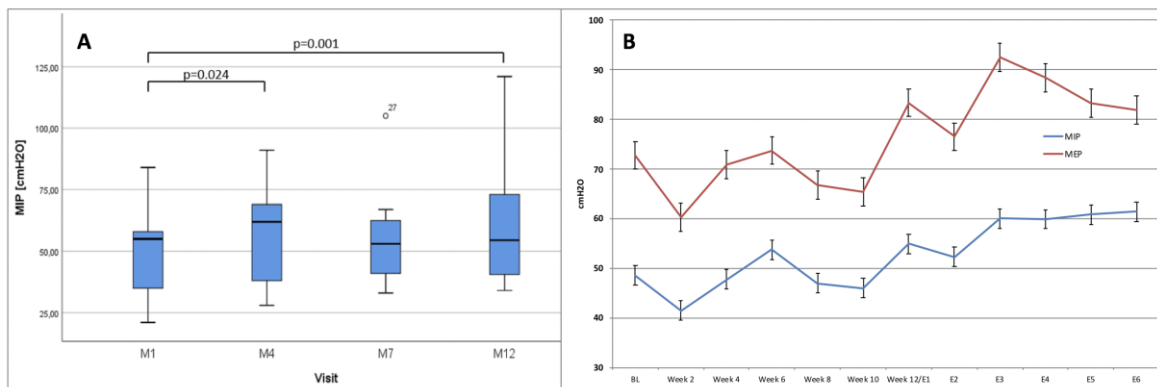 A
p=0.001
p=0.024
27
MIP [cmH2O]
125,00
100,00
75,00
50,00
25,00
M1 M4 M7 M12
Visit
B
cmH2O
100
90
80
70
60
50
40
30
MIP
MEP
BL Week 2 Week 4 Week 6 Week 8 Week 10 Week 12/E1 E2 E3 E4 E5 E6